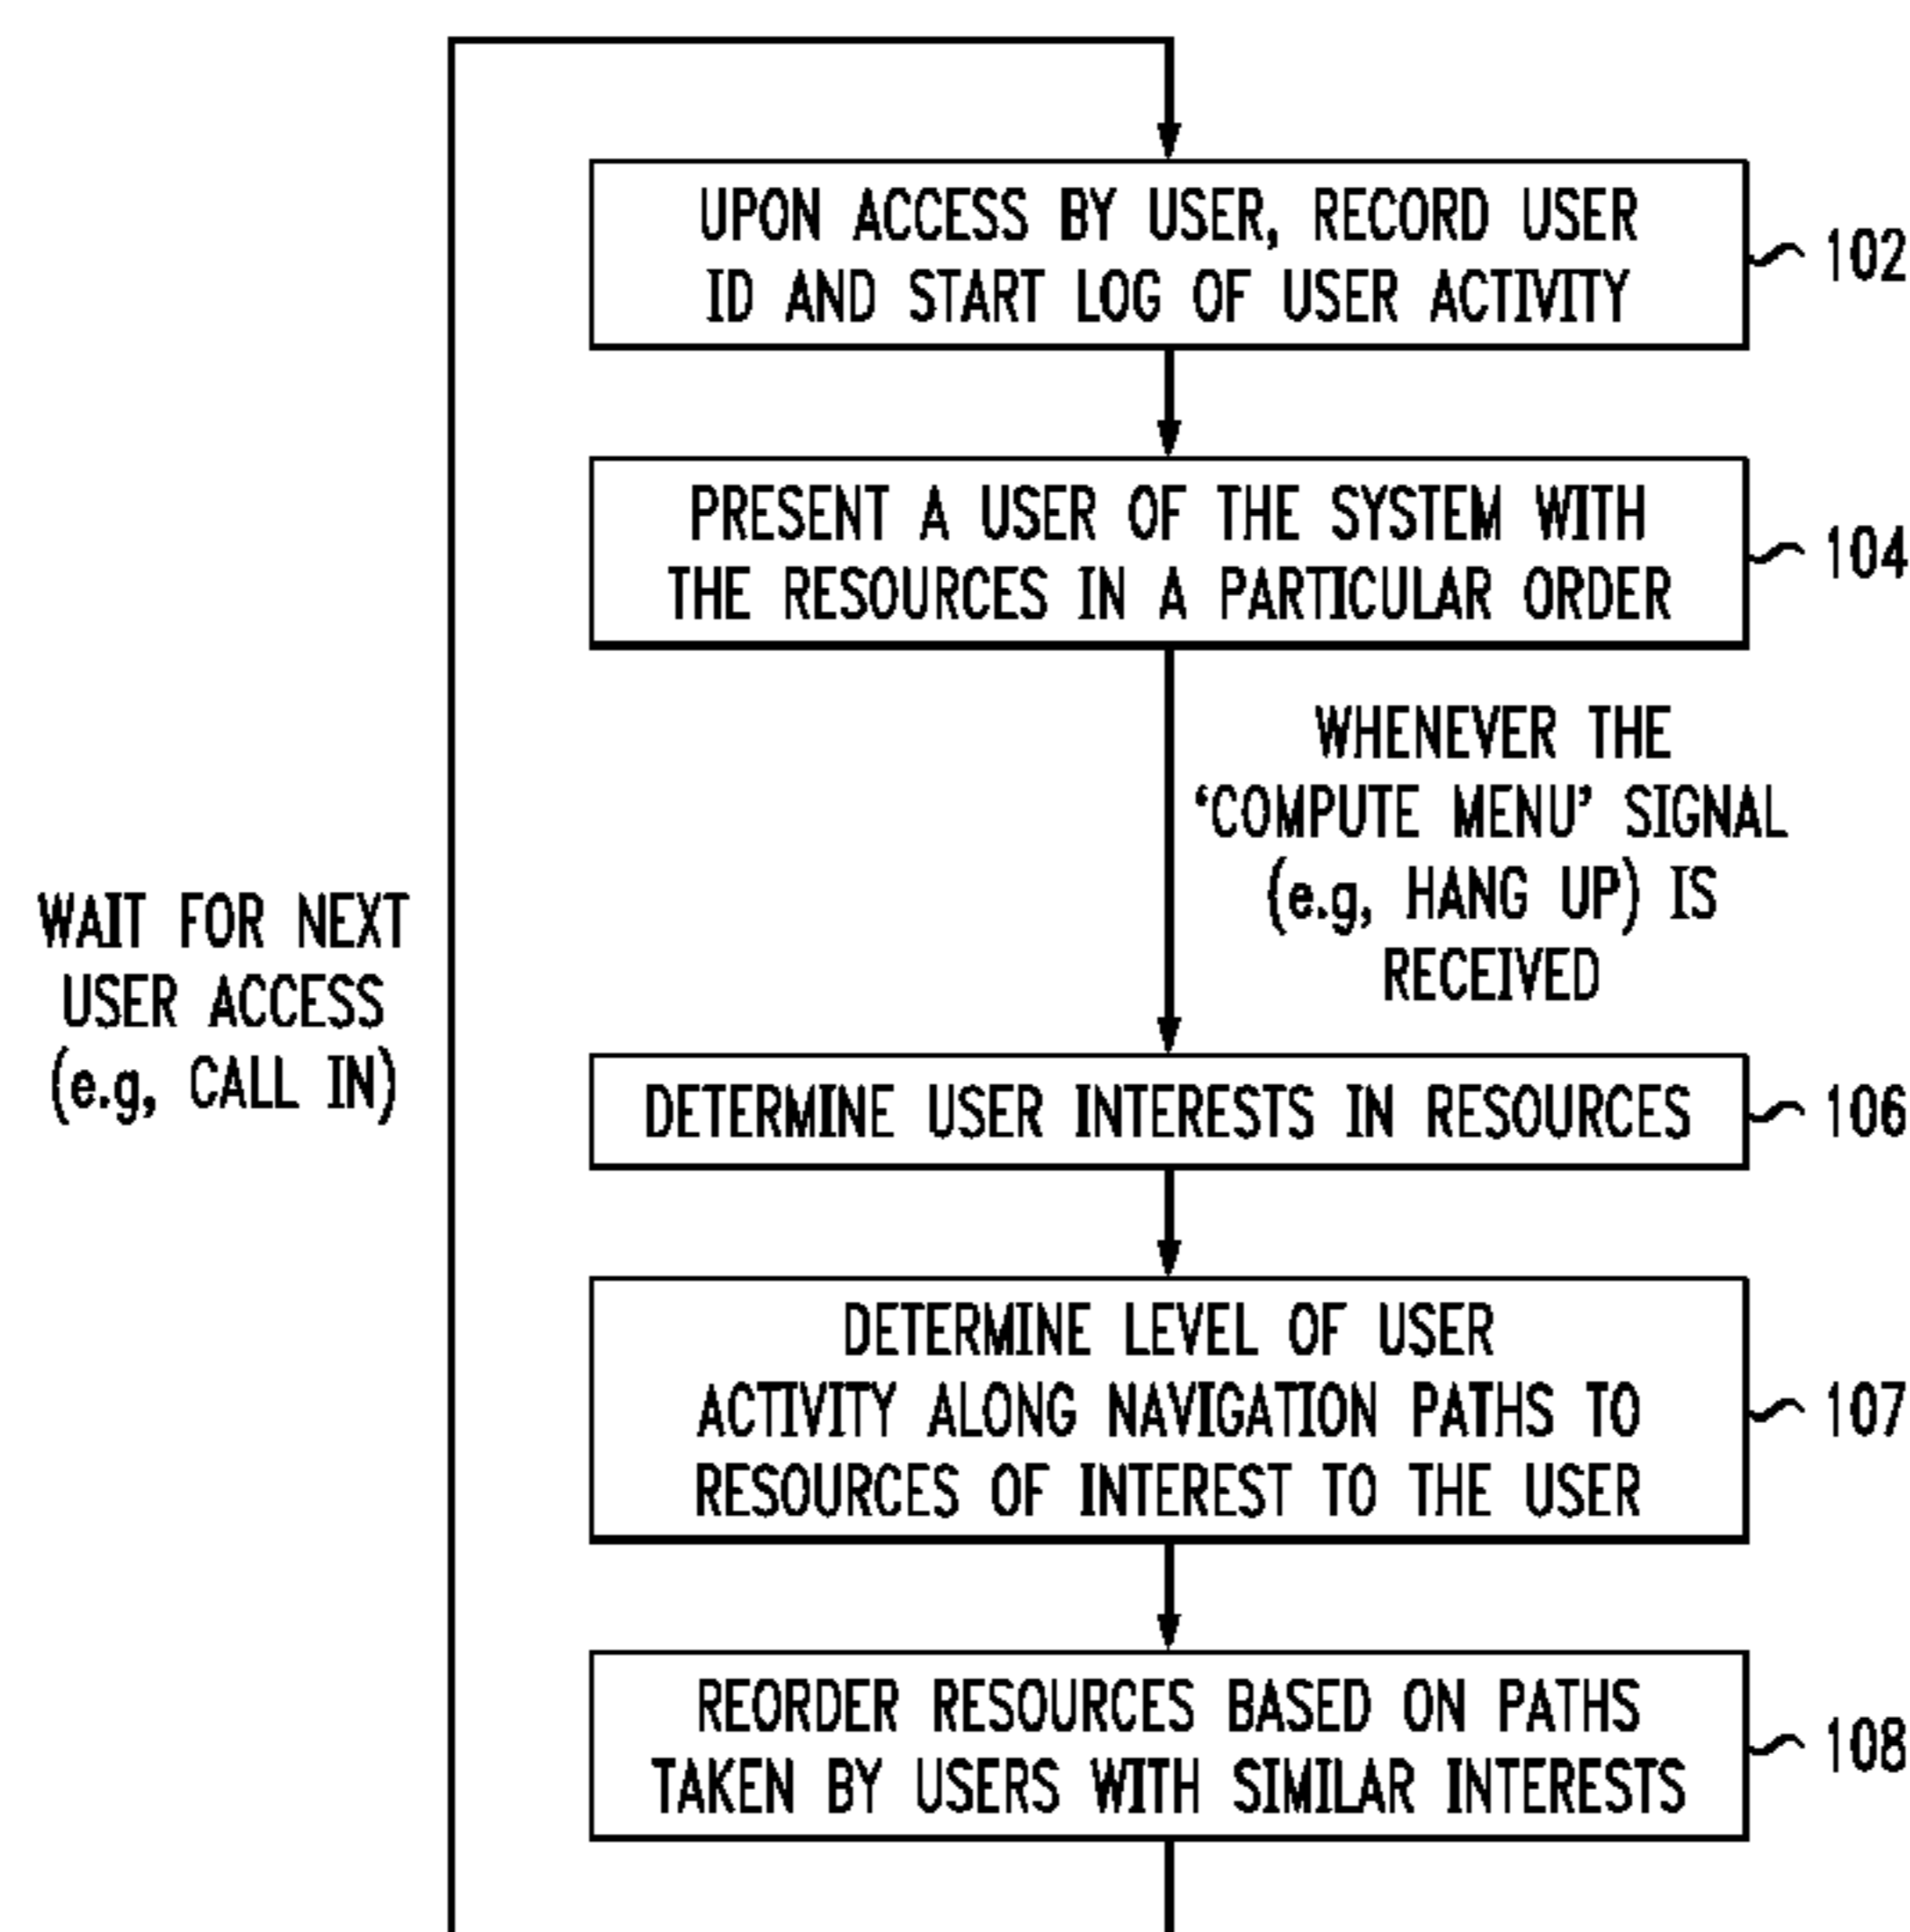 UPON ACCESS BY USER, RECORD USER
ID AND START LOG OF USER ACTIVITY
102
PRESENT A USER OF THE SYSTEM WITH
THE RESOURCES IN A PARTICULAR ORDER
104
WHENEVER THE
‘COMPUTE MENU’ SIGNAL
(e.g, HANG UP) IS
RECEIVED
WAIT FOR NEXT
USER ACCESS
(e.g, CALL IN)
DETERMINE USER INTERESTS IN RESOURCES
106
DETERMINE LEVEL OF USER
ACTIVITY ALONG NAVIGATION PATHS TO
RESOURCES OF INTEREST TO THE USER
107
REORDER RESOURCES BASED ON PATHS
TAKEN BY USERS WITH SIMILAR INTERESTS
108